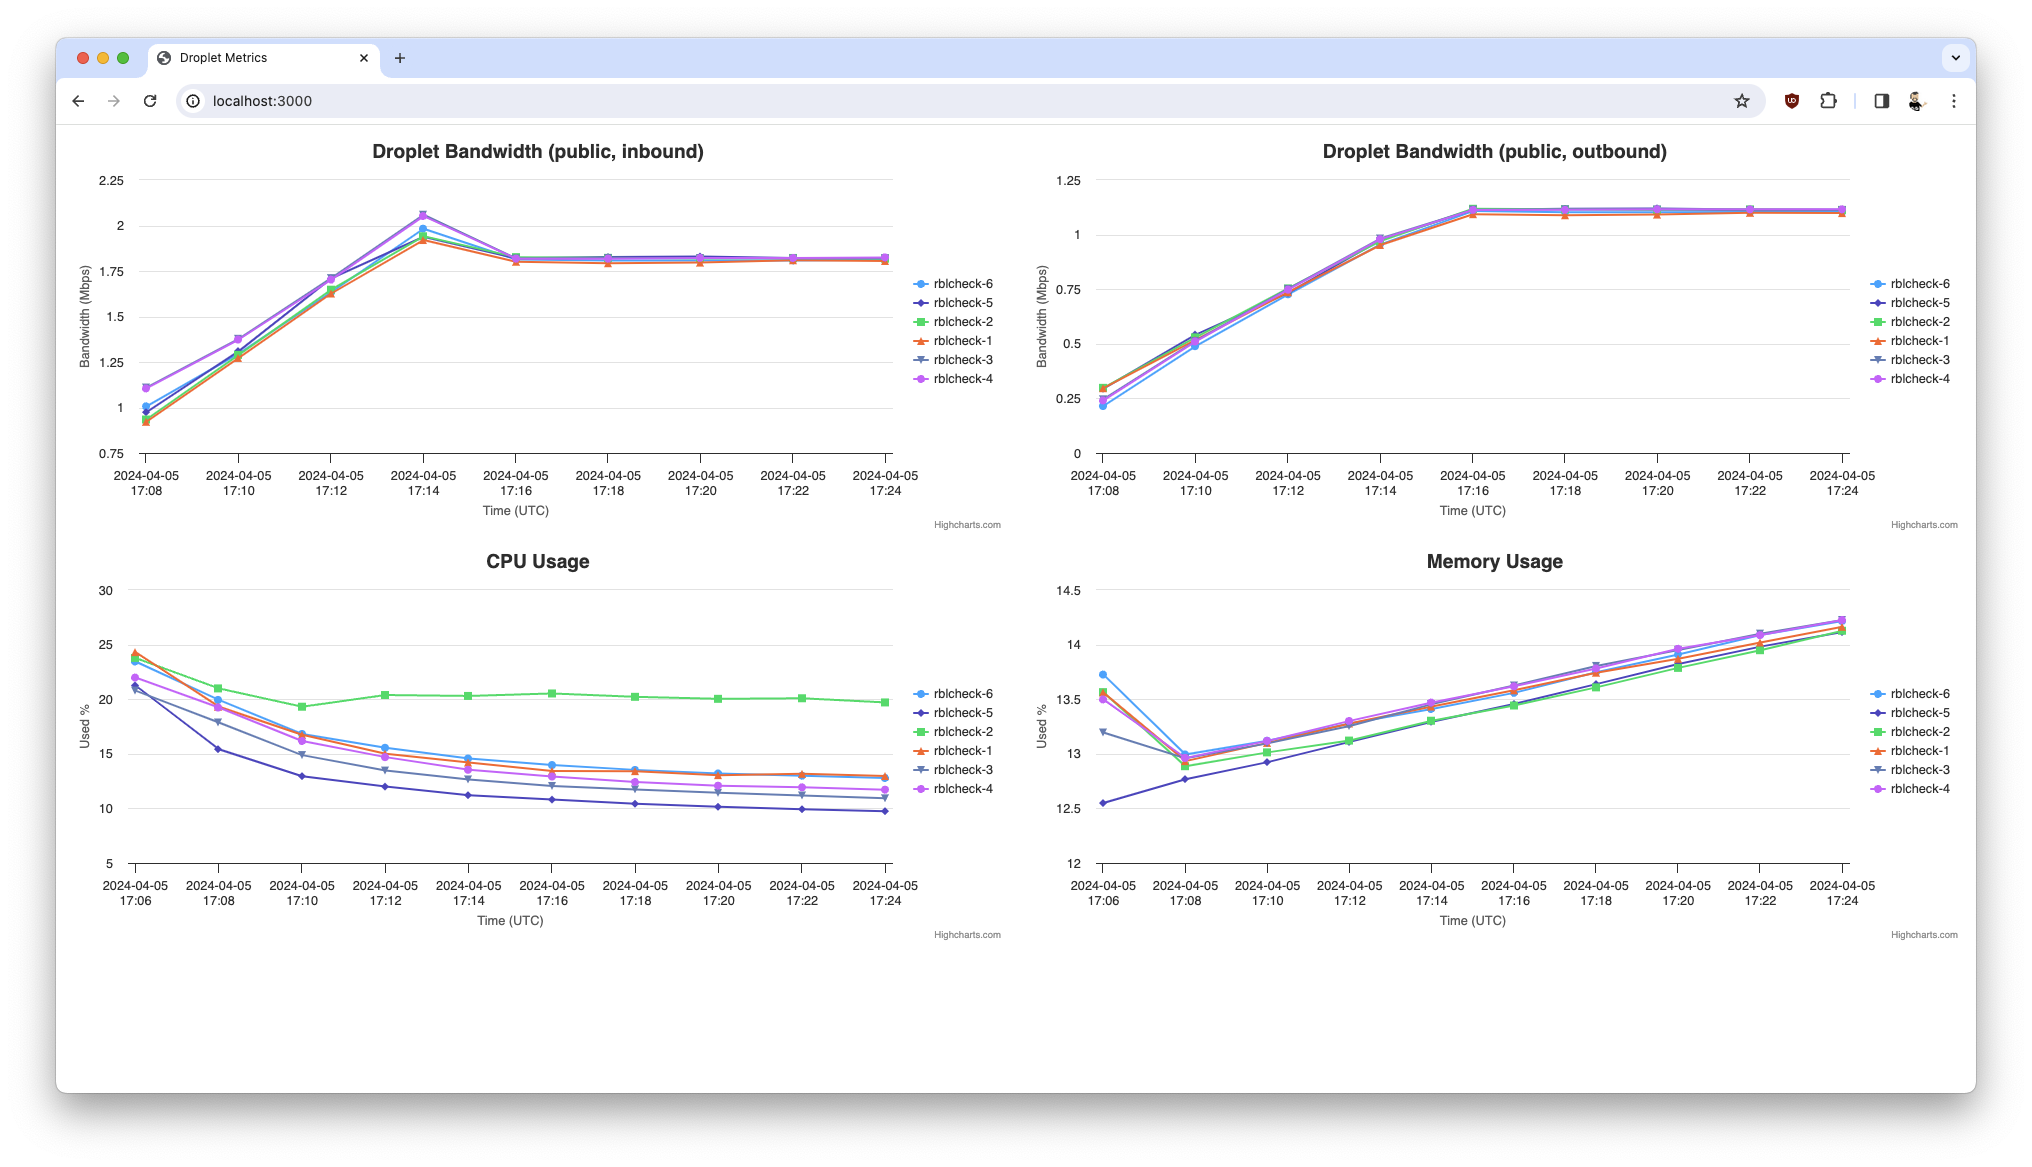 Droplet Metrics
localhost:3000
Droplet Bandwidth (public, inbound)
Bandwidth (Mbps)
2.25
2
1.75
1.5
1.25
1
0.75
2024-04-05 2024-04-05 2024-04-05 2024-04-05 2024-04-05 2024-04-05 2024-04-05 2024-04-05 2024-04-05
17:08 17:10 17:12 17:14 17:16 17:18 17:20 17:22 17:24
Time (UTC)
rblcheck-6
rblcheck-5
rblcheck-2
rblcheck-1
rblcheck-3
rblcheck-4
Highcharts.com
Droplet Bandwidth (public, outbound)
Bandwidth (Mbps)
1.25
1
0.75
0.5
0.25
0
2024-04-05 2024-04-05 2024-04-05 2024-04-05 2024-04-05 2024-04-05 2024-04-05 2024-04-05 2024-04-05
17:08 17:10 17:12 17:14 17:16 17:18 17:20 17:22 17:24
Time (UTC)
rblcheck-6
rblcheck-5
rblcheck-2
rblcheck-1
rblcheck-3
rblcheck-4
Highcharts.com
CPU Usage
Used %
30
25
20
15
10
5
2024-04-05 2024-04-05 2024-04-05 2024-04-05 2024-04-05 2024-04-05 2024-04-05 2024-04-05 2024-04-05 2024-04-05
17:06 17:08 17:10 17:12 17:14 17:16 17:18 17:20 17:22 17:24
Time (UTC)
rblcheck-6
rblcheck-5
rblcheck-2
rblcheck-1
rblcheck-3
rblcheck-4
Highcharts.com
Memory Usage
Used %
14.5
14
13.5
13
12.5
12
2024-04-05 2024-04-05 2024-04-05 2024-04-05 2024-04-05 2024-04-05 2024-04-05 2024-04-05 2024-04-05 2024-04-05
17:06 17:08 17:10 17:12 17:14 17:16 17:18 17:20 17:22 17:24
Time (UTC)
rblcheck-6
rblcheck-5
rblcheck-2
rblcheck-1
rblcheck-3
rblcheck-4
Highcharts.com